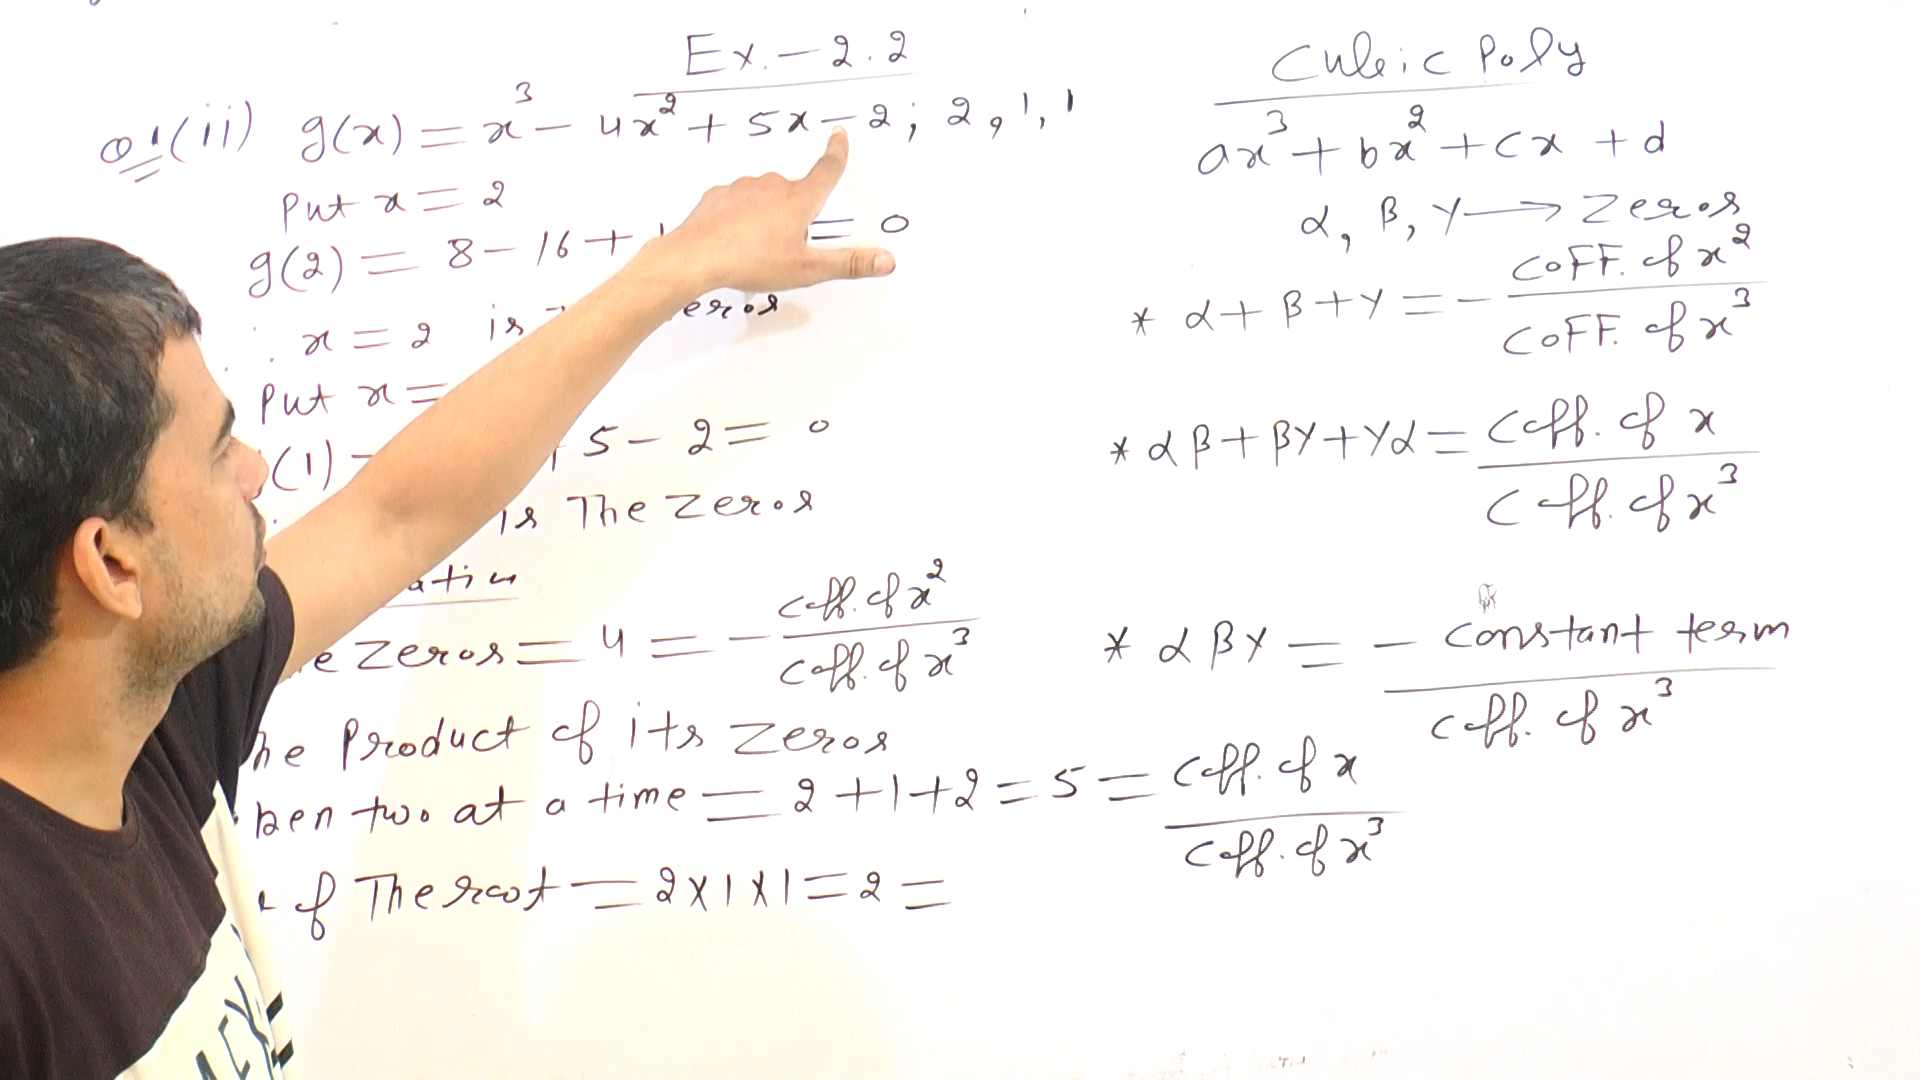 Ex. - 2.2
Q1(ii) g(x) = x³ - 4x² + 5x - 2; 2, 1, 1
Put x = 2
g(2) = 8 - 16 + 1 = 0
x = 2 is
Put x =
(1) - + 5 - 2 = 0
is The Zeros
Zeros = 4 = - coff. of x² / coff. of x³
Product of its Zeros
two at a time = 2 + 1 + 2 = 5 = coff. of x / coff. of x³
of The root = 2 x 1 x 1 = 2 =
Cubic Poly
ax³ + bx² + cx + d
α, β, γ → Zeros
* α + β + γ = - COFF. of x² / COFF. of x³
* αβ + βγ + γα = Coff. of x / Coff. of x³
* αβγ = - Constant term / coff. of x³